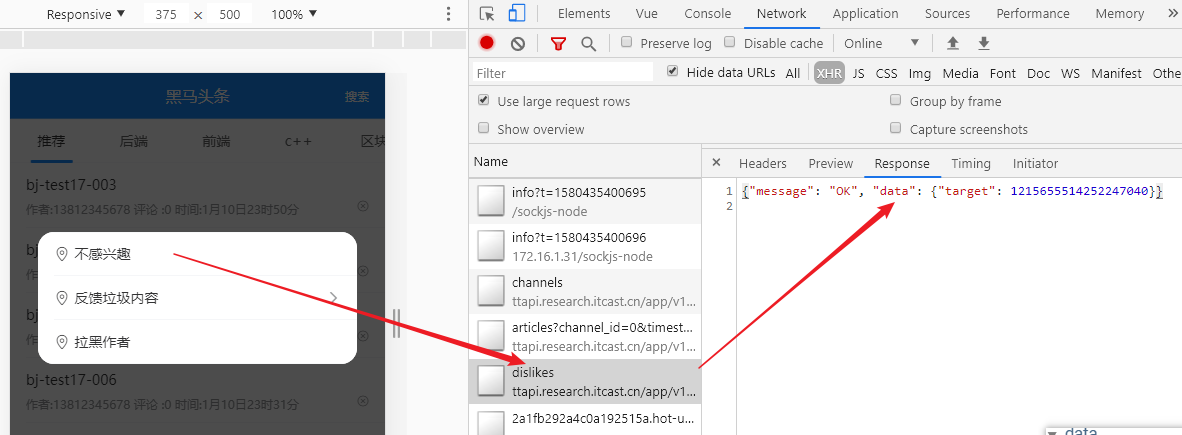 Responsive ▼ 375 x 500 100% ▼
Elements Vue Console Network Application Sources Performance Memory »
Preserve log Disable cache Online ▼
Filter Hide data URLs All XHR JS CSS Img Media Font Doc WS Manifest Othe
Use large request rows Group by frame
Show overview Capture screenshots
黑马头条 搜索
推荐 后端 前端 c++ 区块
bj-test17-003
作者:13812345678 评论 :0 时间:1月10日23时50分
不感兴趣
反馈垃圾内容
拉黑作者
bj-test17-006
作者:13812345678 评论 :0 时间:1月10日23时31分
Name
info?t=1580435400695
/sockjs-node
info?t=1580435400696
172.16.1.31/sockjs-node
channels
ttapi.research.itcast.cn/app/v1...
articles?channel_id=0&timest...
ttapi.research.itcast.cn/app/v1...
dislikes
ttapi.research.itcast.cn/app/v1...
2a1fb292a4c0a192515a.hot-u...
× Headers Preview Response Timing Initiator
1 {"message": "OK", "data": {"target": 1215655514252247040}}
2
▼ data